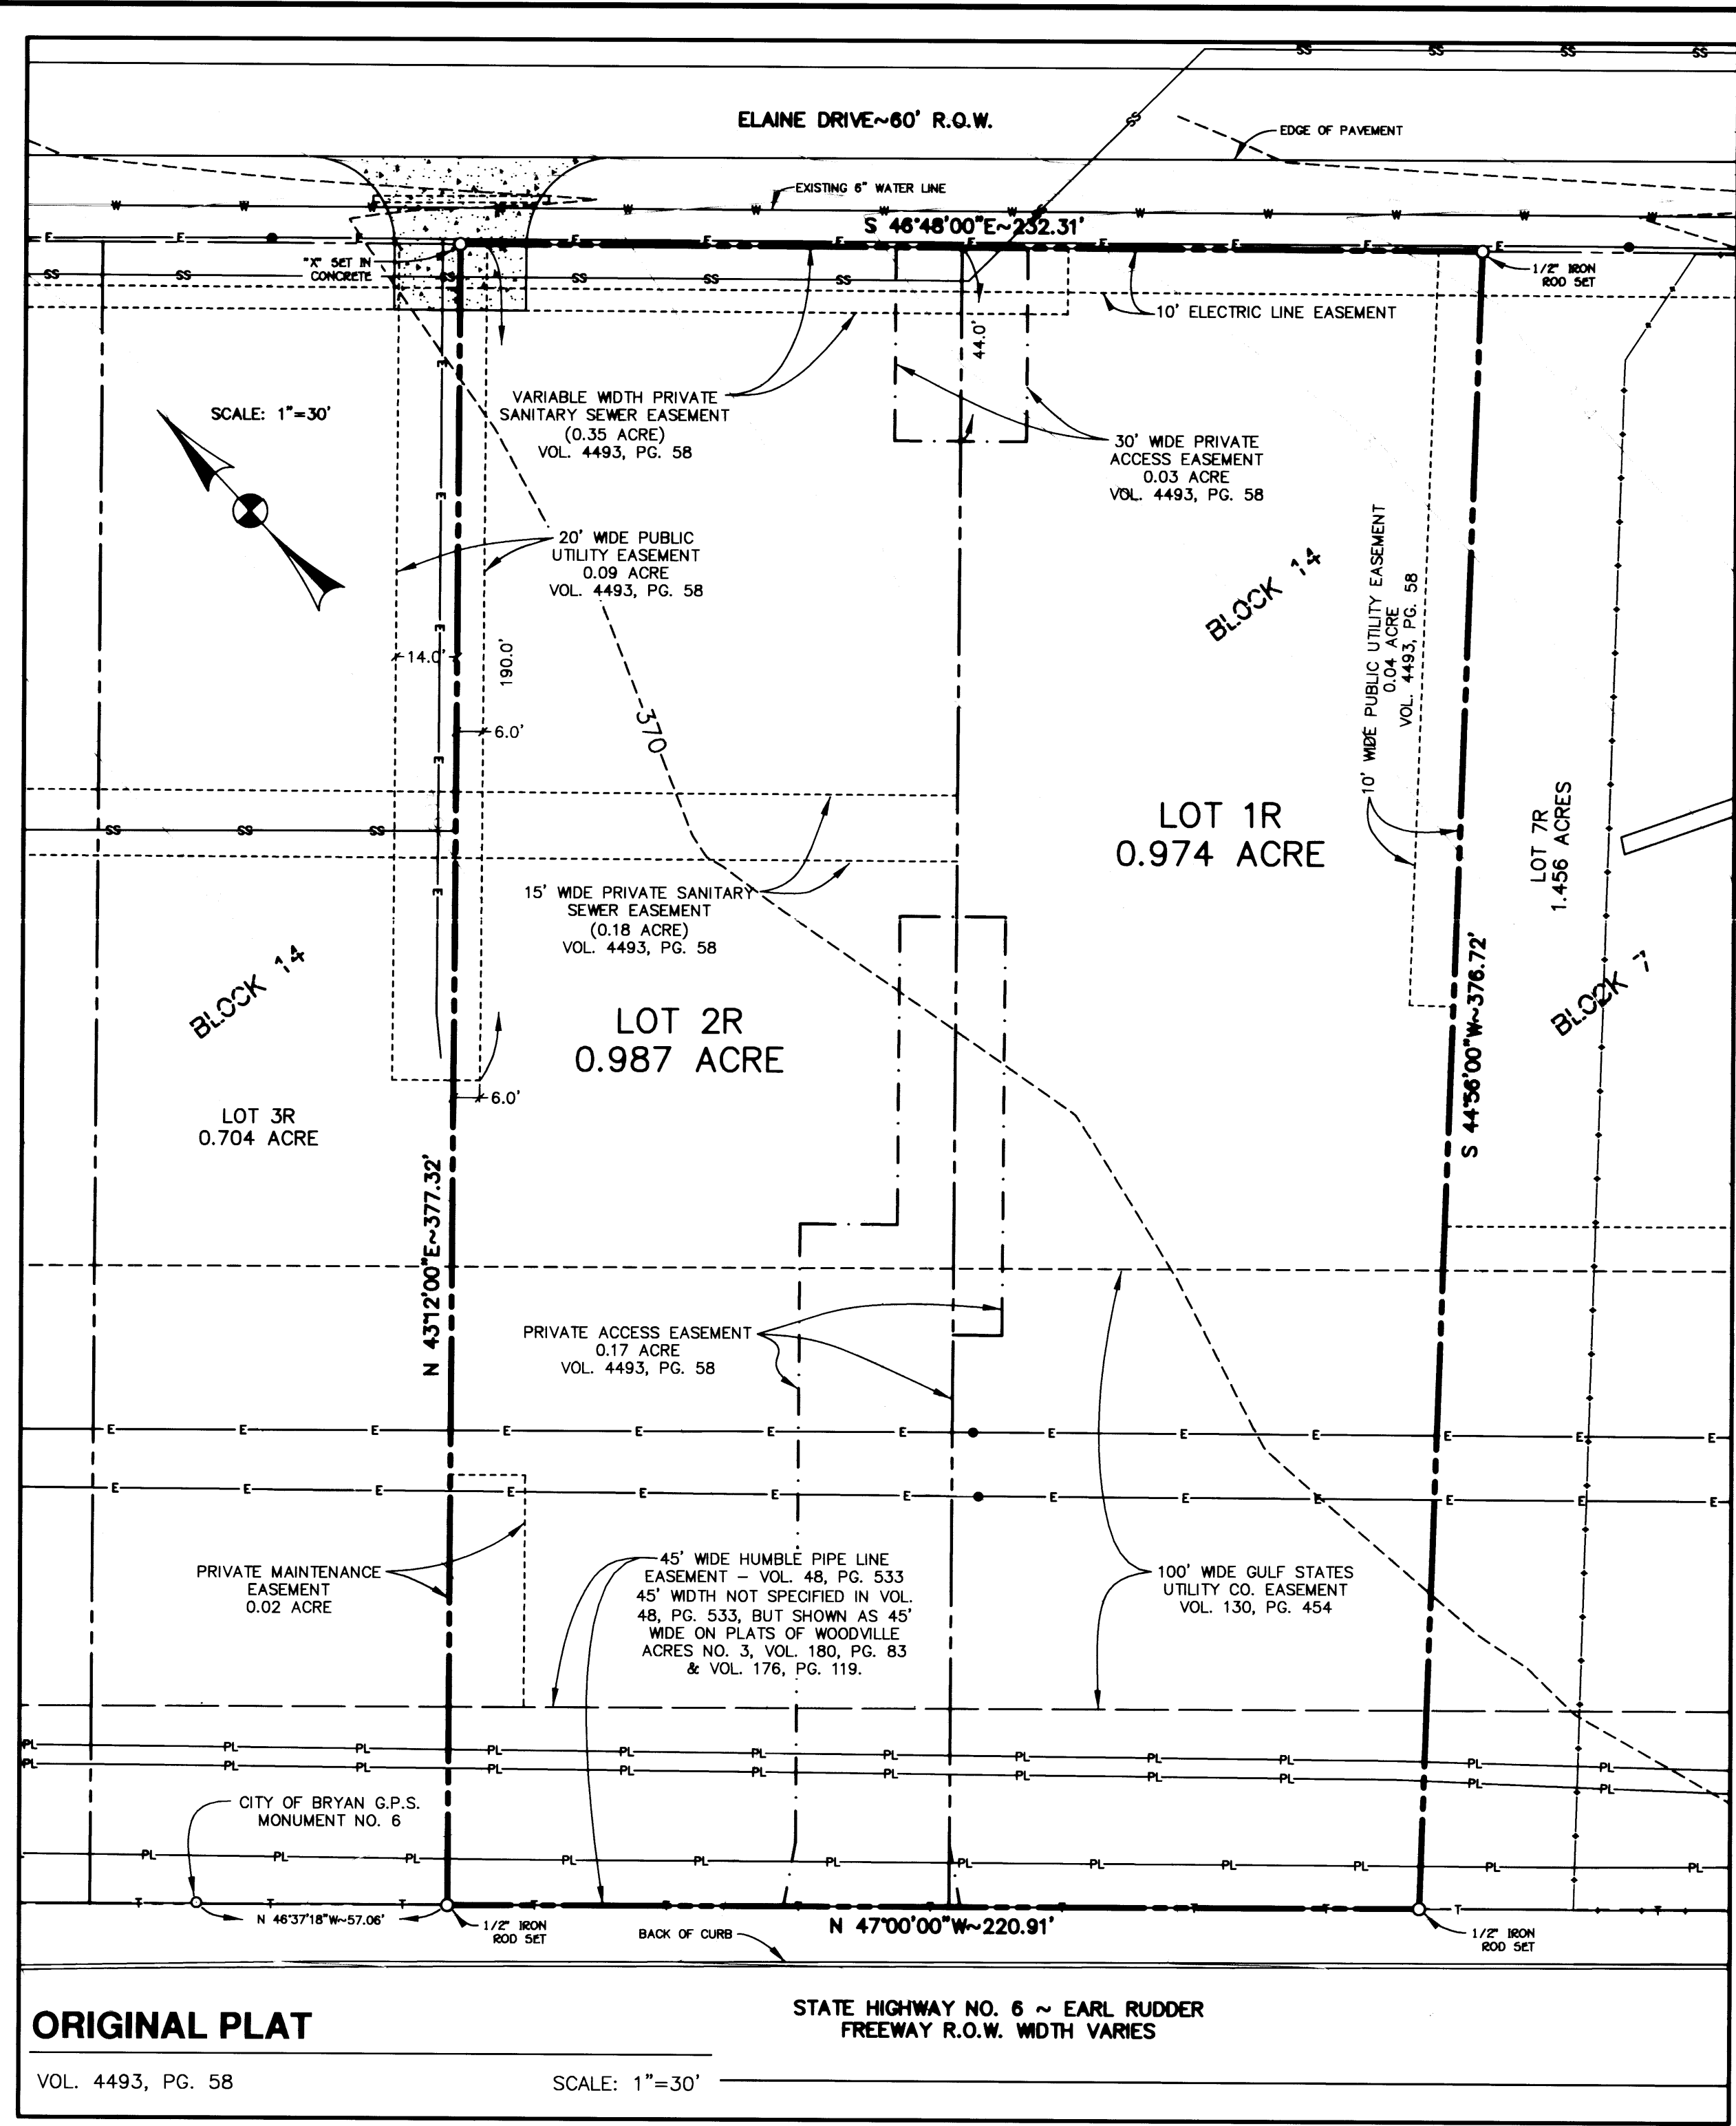 ELAINE DRIVE~60' R.O.W.
EDGE OF PAVEMENT
EXISTING 6" WATER LINE
S 46°48'00"E~232.31'
"X" SET IN
CONCRETE
1/2" IRON
ROD SET
10' ELECTRIC LINE EASEMENT
44.0'
SCALE: 1"=30'
VARIABLE WIDTH PRIVATE
SANITARY SEWER EASEMENT
(0.35 ACRE)
VOL. 4493, PG. 58
30' WIDE PRIVATE
ACCESS EASEMENT
0.03 ACRE
VOL. 4493, PG. 58
20' WIDE PUBLIC
UTILITY EASEMENT
0.09 ACRE
VOL. 4493, PG. 58
BLOCK 14
10' WIDE PUBLIC UTILITY EASEMENT
0.04 ACRE
VOL. 4493, PG. 58
14.0'
190.0'
6.0'
370
LOT 1R
0.974 ACRE
LOT 7R
1.456 ACRES
15' WIDE PRIVATE SANITARY
SEWER EASEMENT
(0.18 ACRE)
VOL. 4493, PG. 58
BLOCK 14
BLOCK 7
LOT 2R
0.987 ACRE
S 44°56'00"W~376.72'
6.0'
LOT 3R
0.704 ACRE
N 43°12'00"E~377.32'
PRIVATE ACCESS EASEMENT
0.17 ACRE
VOL. 4493, PG. 58
PRIVATE MAINTENANCE
EASEMENT
0.02 ACRE
45' WIDE HUMBLE PIPE LINE
EASEMENT – VOL. 48, PG. 533
45' WIDTH NOT SPECIFIED IN VOL.
48, PG. 533, BUT SHOWN AS 45'
WIDE ON PLATS OF WOODVILLE
ACRES NO. 3, VOL. 180, PG. 83
& VOL. 176, PG. 119.
100' WIDE GULF STATES
UTILITY CO. EASEMENT
VOL. 130, PG. 454
CITY OF BRYAN G.P.S.
MONUMENT NO. 6
N 46°37'18"W~57.06'
1/2" IRON
ROD SET
BACK OF CURB
N 47°00'00"W~220.91'
1/2" IRON
ROD SET
STATE HIGHWAY NO. 6 ~ EARL RUDDER
FREEWAY R.O.W. WIDTH VARIES
ORIGINAL PLAT
VOL. 4493, PG. 58
SCALE: 1"=30'